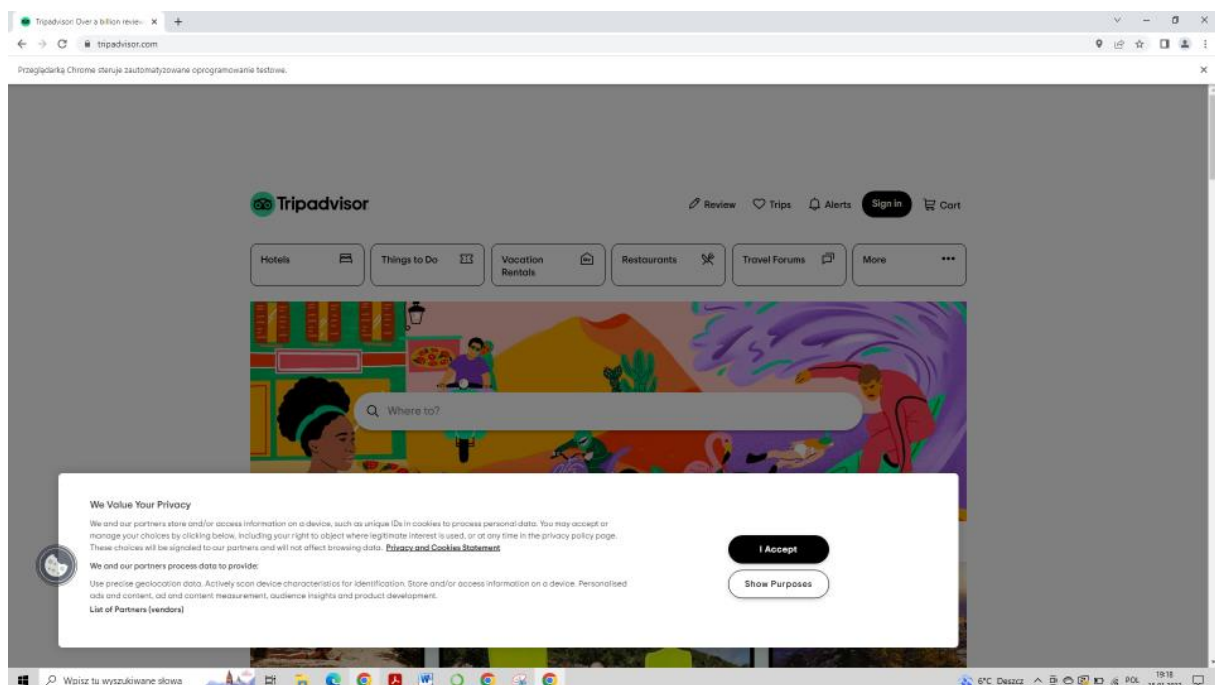 Tripadvisor: Over a billion review
tripadvisor.com
Przeglądarką Chrome steruje zautomatyzowane oprogramowanie testowe.
Tripadvisor
Review Trips Alerts Sign in Cart
Hotels Things to Do Vacation Restaurants Travel Forums More
Rentals
Where to?
We Value Your Privacy
We and our partners store and/or access information on a device, such as unique IDs in cookies to process personal data. You may accept or
manage your choices by clicking below, including your right to object where legitimate interest is used, or at any time in the privacy policy page.
These choices will be signaled to our partners and will not affect browsing data. Privacy and Cookies Statement
I Accept
We and our partners process data to provide:
Use precise geolocation data. Actively scan device characteristics for identification. Store and/or access information on a device. Personalised
ads and content, ad and content measurement, audience insights and product development.
Show Purposes
List of Partners (vendors)
Wpisz tu wyszukiwane słowa
6°C Deszcz POL 19:18